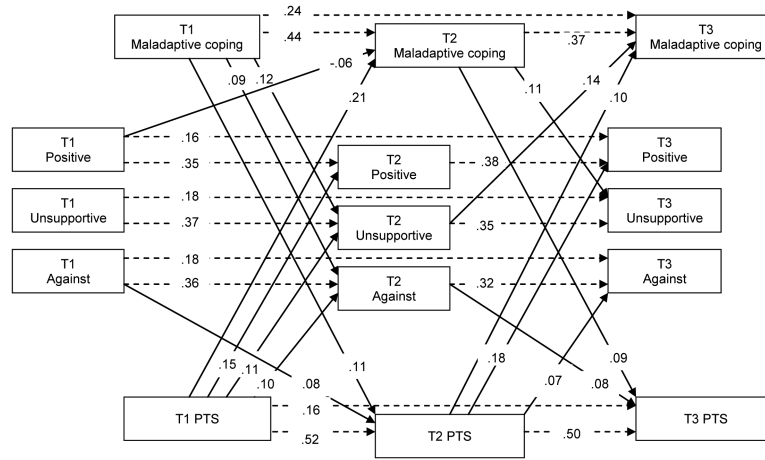 .24
T1
Maladaptive coping
.44
T2
Maladaptive coping
.37
T3
Maladaptive coping
-.06
.09
.12
.21
.11
.14
.10
T1
Positive
.16
.35
T2
Positive
.38
T3
Positive
T1
Unsupportive
.18
.37
T2
Unsupportive
.35
T3
Unsupportive
T1
Against
.18
.36
T2
Against
.32
T3
Against
.15
.11
.10
.08
.11
.18
.07
.08
.09
T1 PTS
.16
.52
T2 PTS
.50
T3 PTS